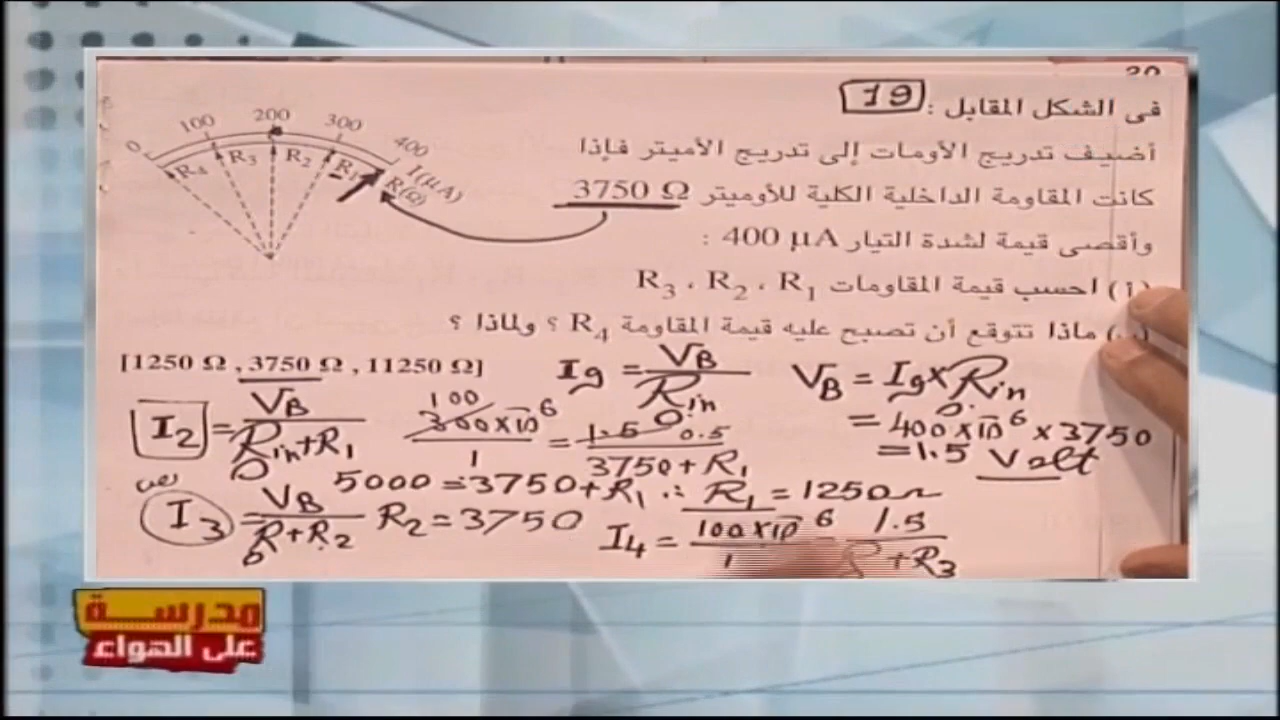 20
في الشكل المقابل : 19
أضيف تدريج الأومات إلى تدريج الأميتر فإذا
كانت المقاومة الداخلية الكلية للأوميتر 3750 Ω
وأقصى قيمة لشدة التيار 400 μA :
(أ) احسب قيمة المقاومات R₁ ، R₂ ، R₃
(ب) ماذا تتوقع أن تصبح عليه قيمة المقاومة R₄ ؟ ولماذا ؟
[1250 Ω , 3750 Ω , 11250 Ω]
0 100 200 300 400 I(μA)
R₄ R₃ R₂ R₁ R(Ω)
Ig = VB / Rin
VB = Ig × Rin
= 400 × 10⁻⁶ × 3750
= 1.5 Volt
I₂ = VB / Rin + R₁
100
300 × 10⁻⁶ / 1 = 1.5 0.5 / 3750 + R₁
5000 = 3750 + R₁ ∴ R₁ = 1250 Ω
I₃ = VB / R + R₂ R₂ = 3750
I₄ = 100 × 10⁻⁶ / 1 = 1.5 / R + R₃
مدرسة
على الهواء